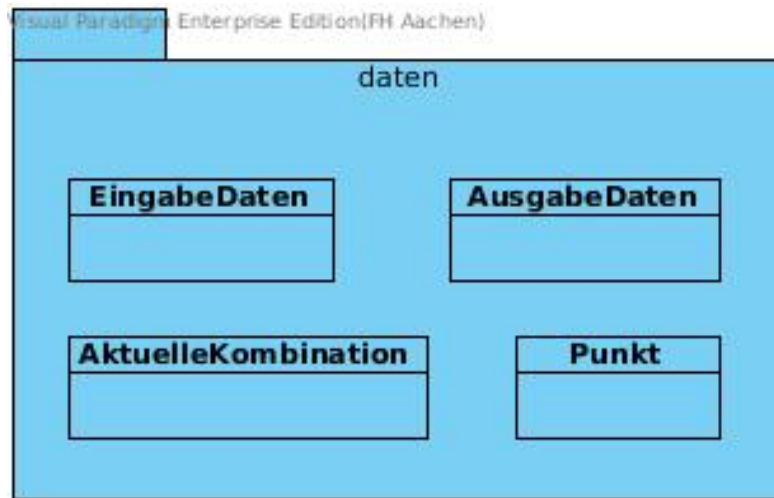 Visual Paradigm Enterprise Edition(FH Aachen)
daten
EingabeDaten
AusgabeDaten
AktuelleKombination
Punkt